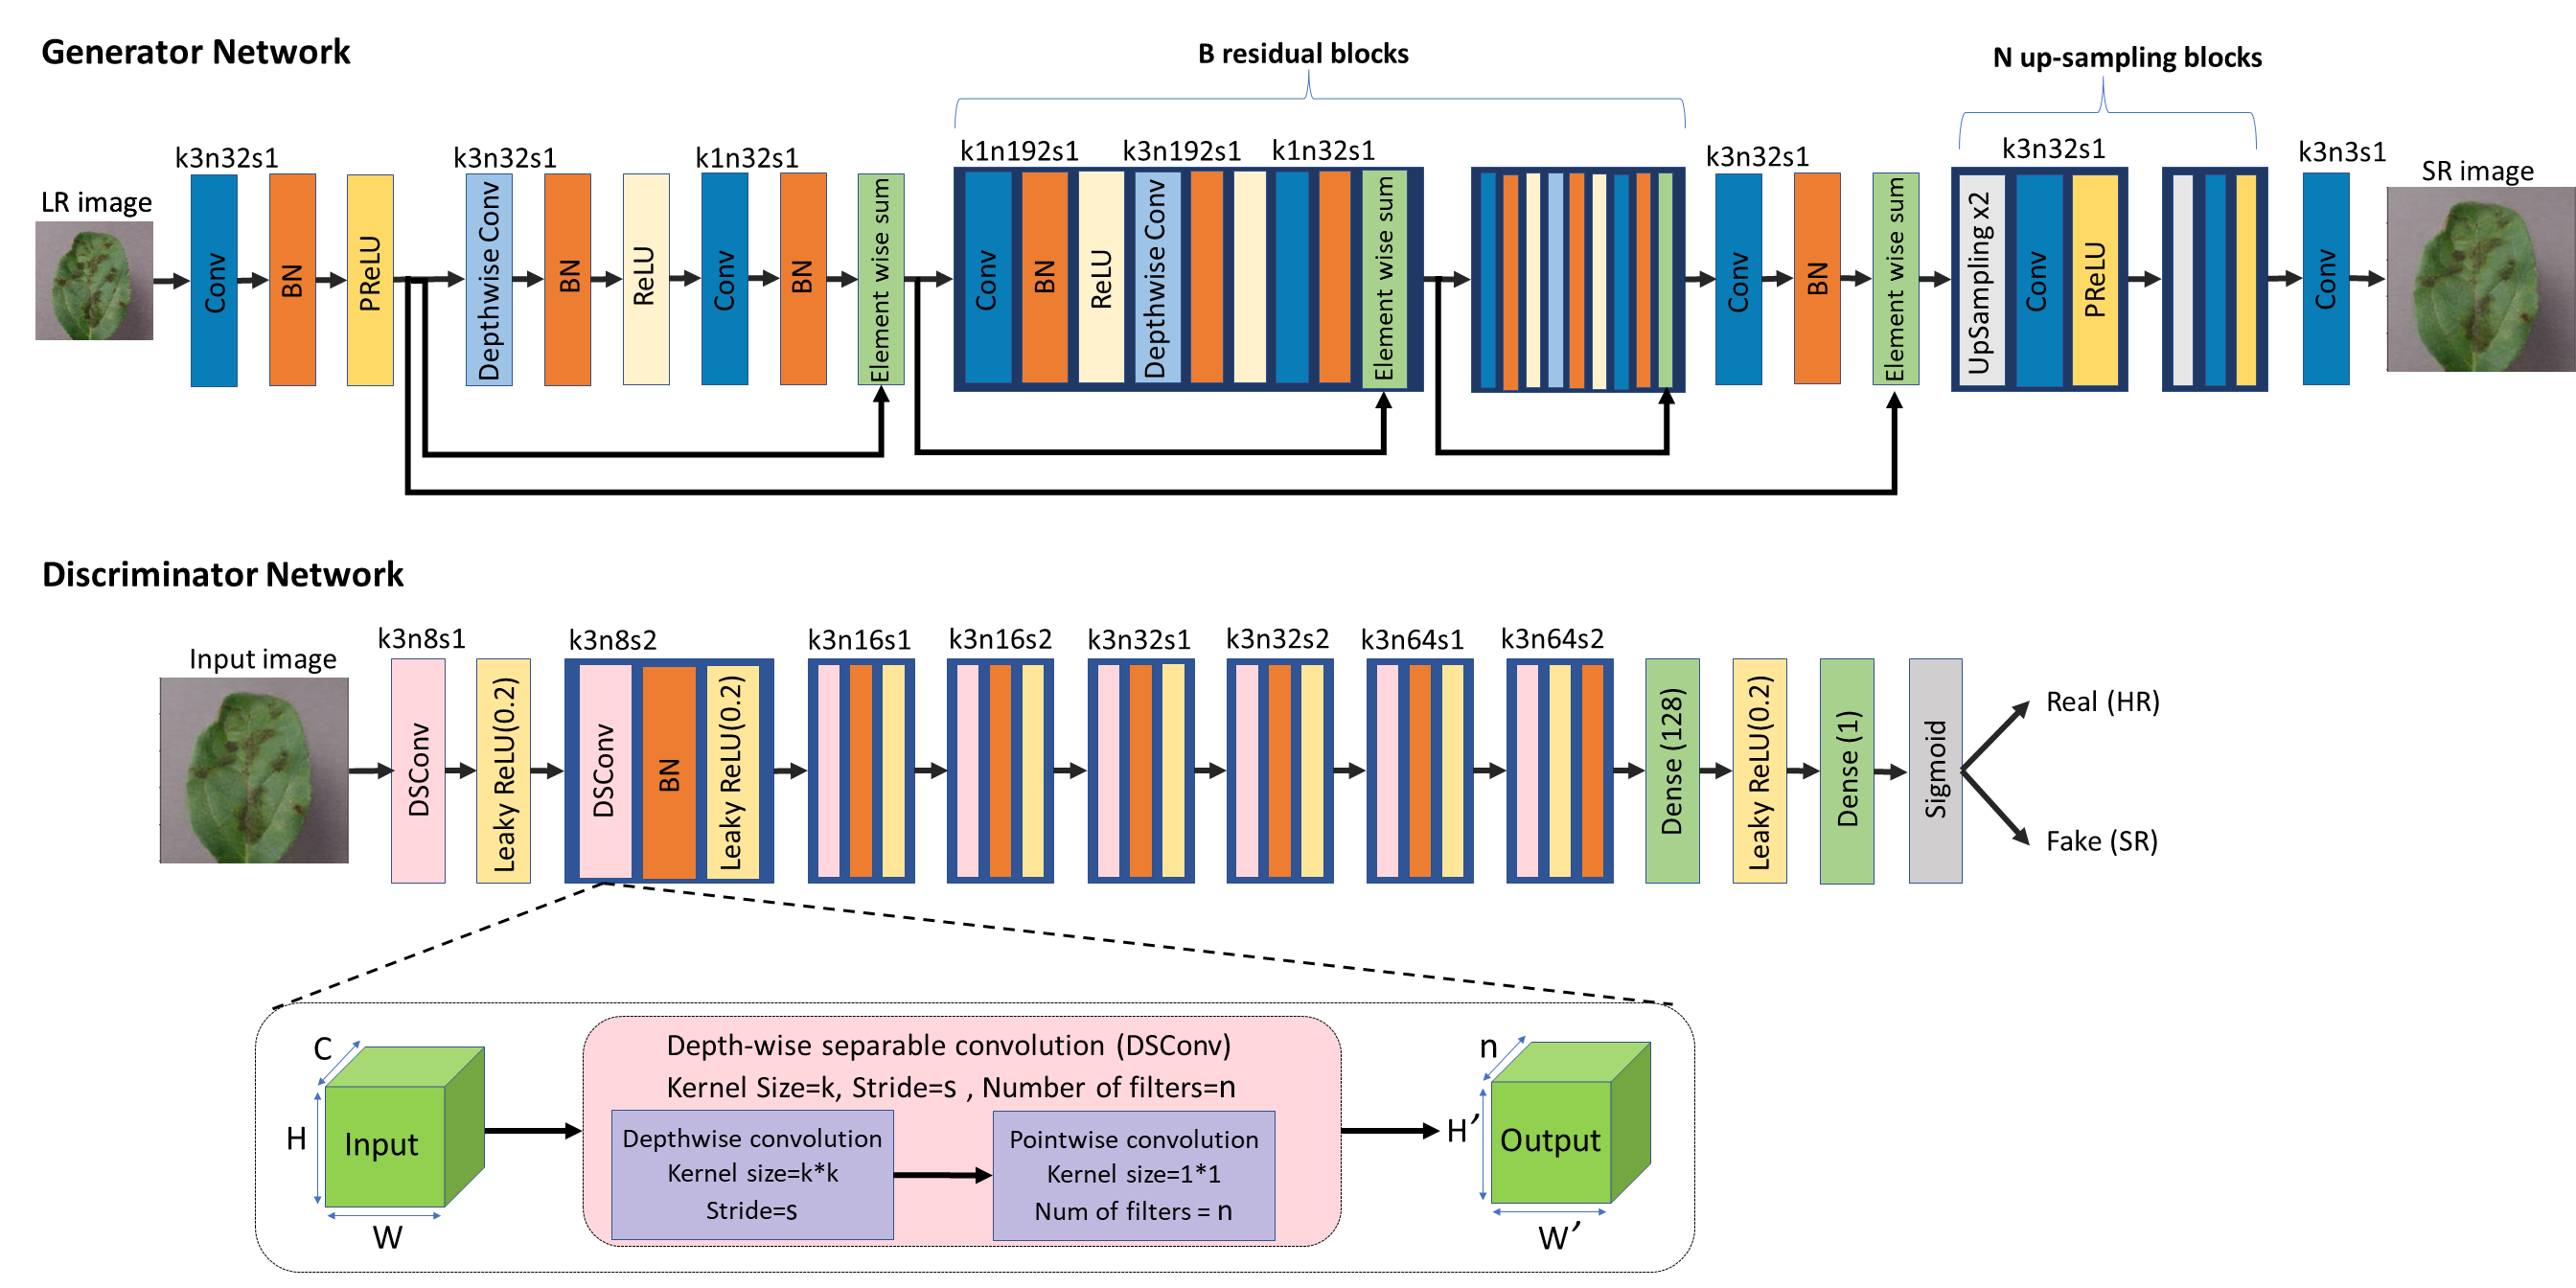 Generator Network
B residual blocks
N up-sampling blocks
k3n32s1
k3n32s1
k1n32s1
k1n192s1
k3n192s1
k1n32s1
k3n32s1
k3n32s1
k3n3s1
LR image
SR image
Conv
BN
PReLU
Depthwise Conv
BN
ReLU
Conv
BN
Element wise sum
Conv
BN
ReLU
Depthwise Conv
Element wise sum
Conv
BN
Element wise sum
UpSampling x2
Conv
PReLU
Conv
Discriminator Network
k3n8s1
k3n8s2
k3n16s1
k3n16s2
k3n32s1
k3n32s2
k3n64s1
k3n64s2
Input image
DSConv
Leaky ReLU(0.2)
DSConv
BN
Leaky ReLU(0.2)
Dense (128)
Leaky ReLU(0.2)
Dense (1)
Sigmoid
Real (HR)
Fake (SR)
C
H
W
Input
Depth-wise separable convolution (DSConv)
Kernel Size=k, Stride=s , Number of filters=n
Depthwise convolution
Kernel size=k*k
Stride=s
Pointwise convolution
Kernel size=1*1
Num of filters = n
n
H′
W′
Output